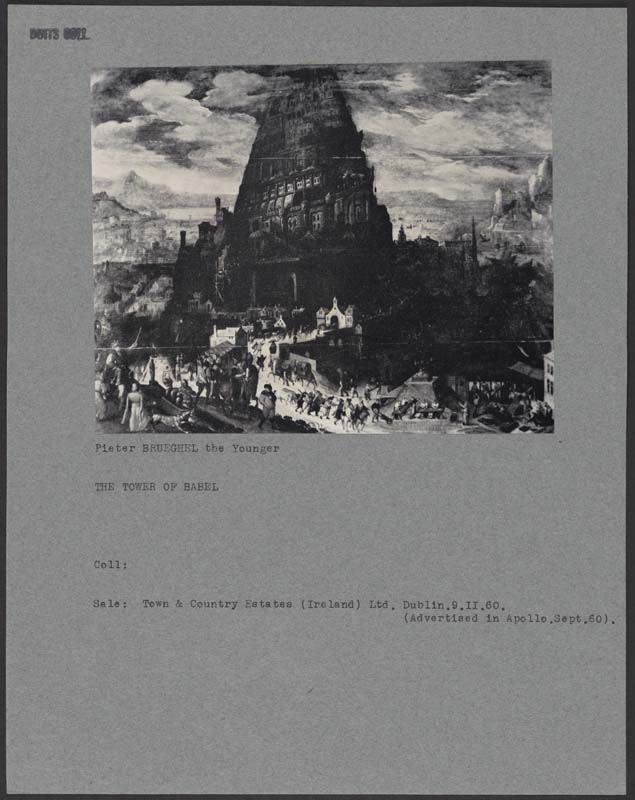 Pieter BRUEGHEL the Younger
THE TOWER OF BABEL
Coll:
Sale: Town & Country Estates (Ireland) Ltd. Dublin.9.II.60.
(Advertised in Apollo.Sept.60).